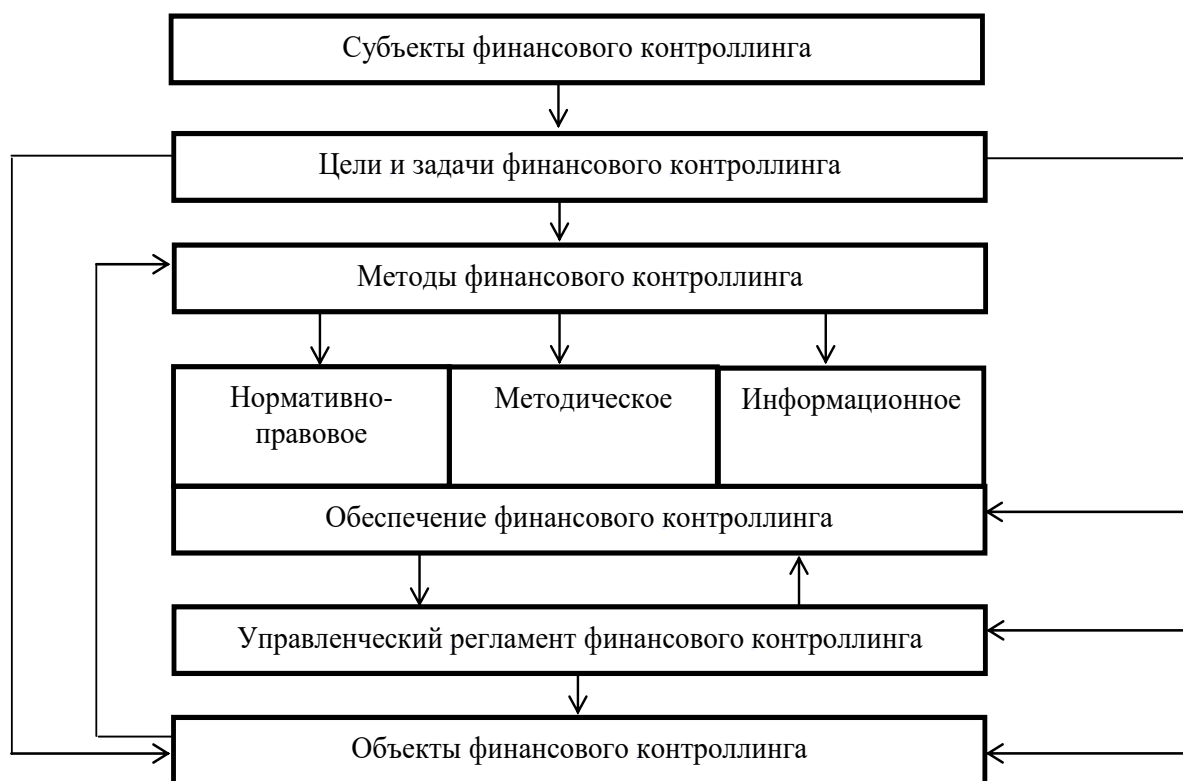 Субъекты финансового контроллинга
Цели и задачи финансового контроллинга
Методы финансового контроллинга
Нормативно-
правовое
Методическое
Информационное
Обеспечение финансового контроллинга
Управленческий регламент финансового контроллинга
Объекты финансового контроллинга